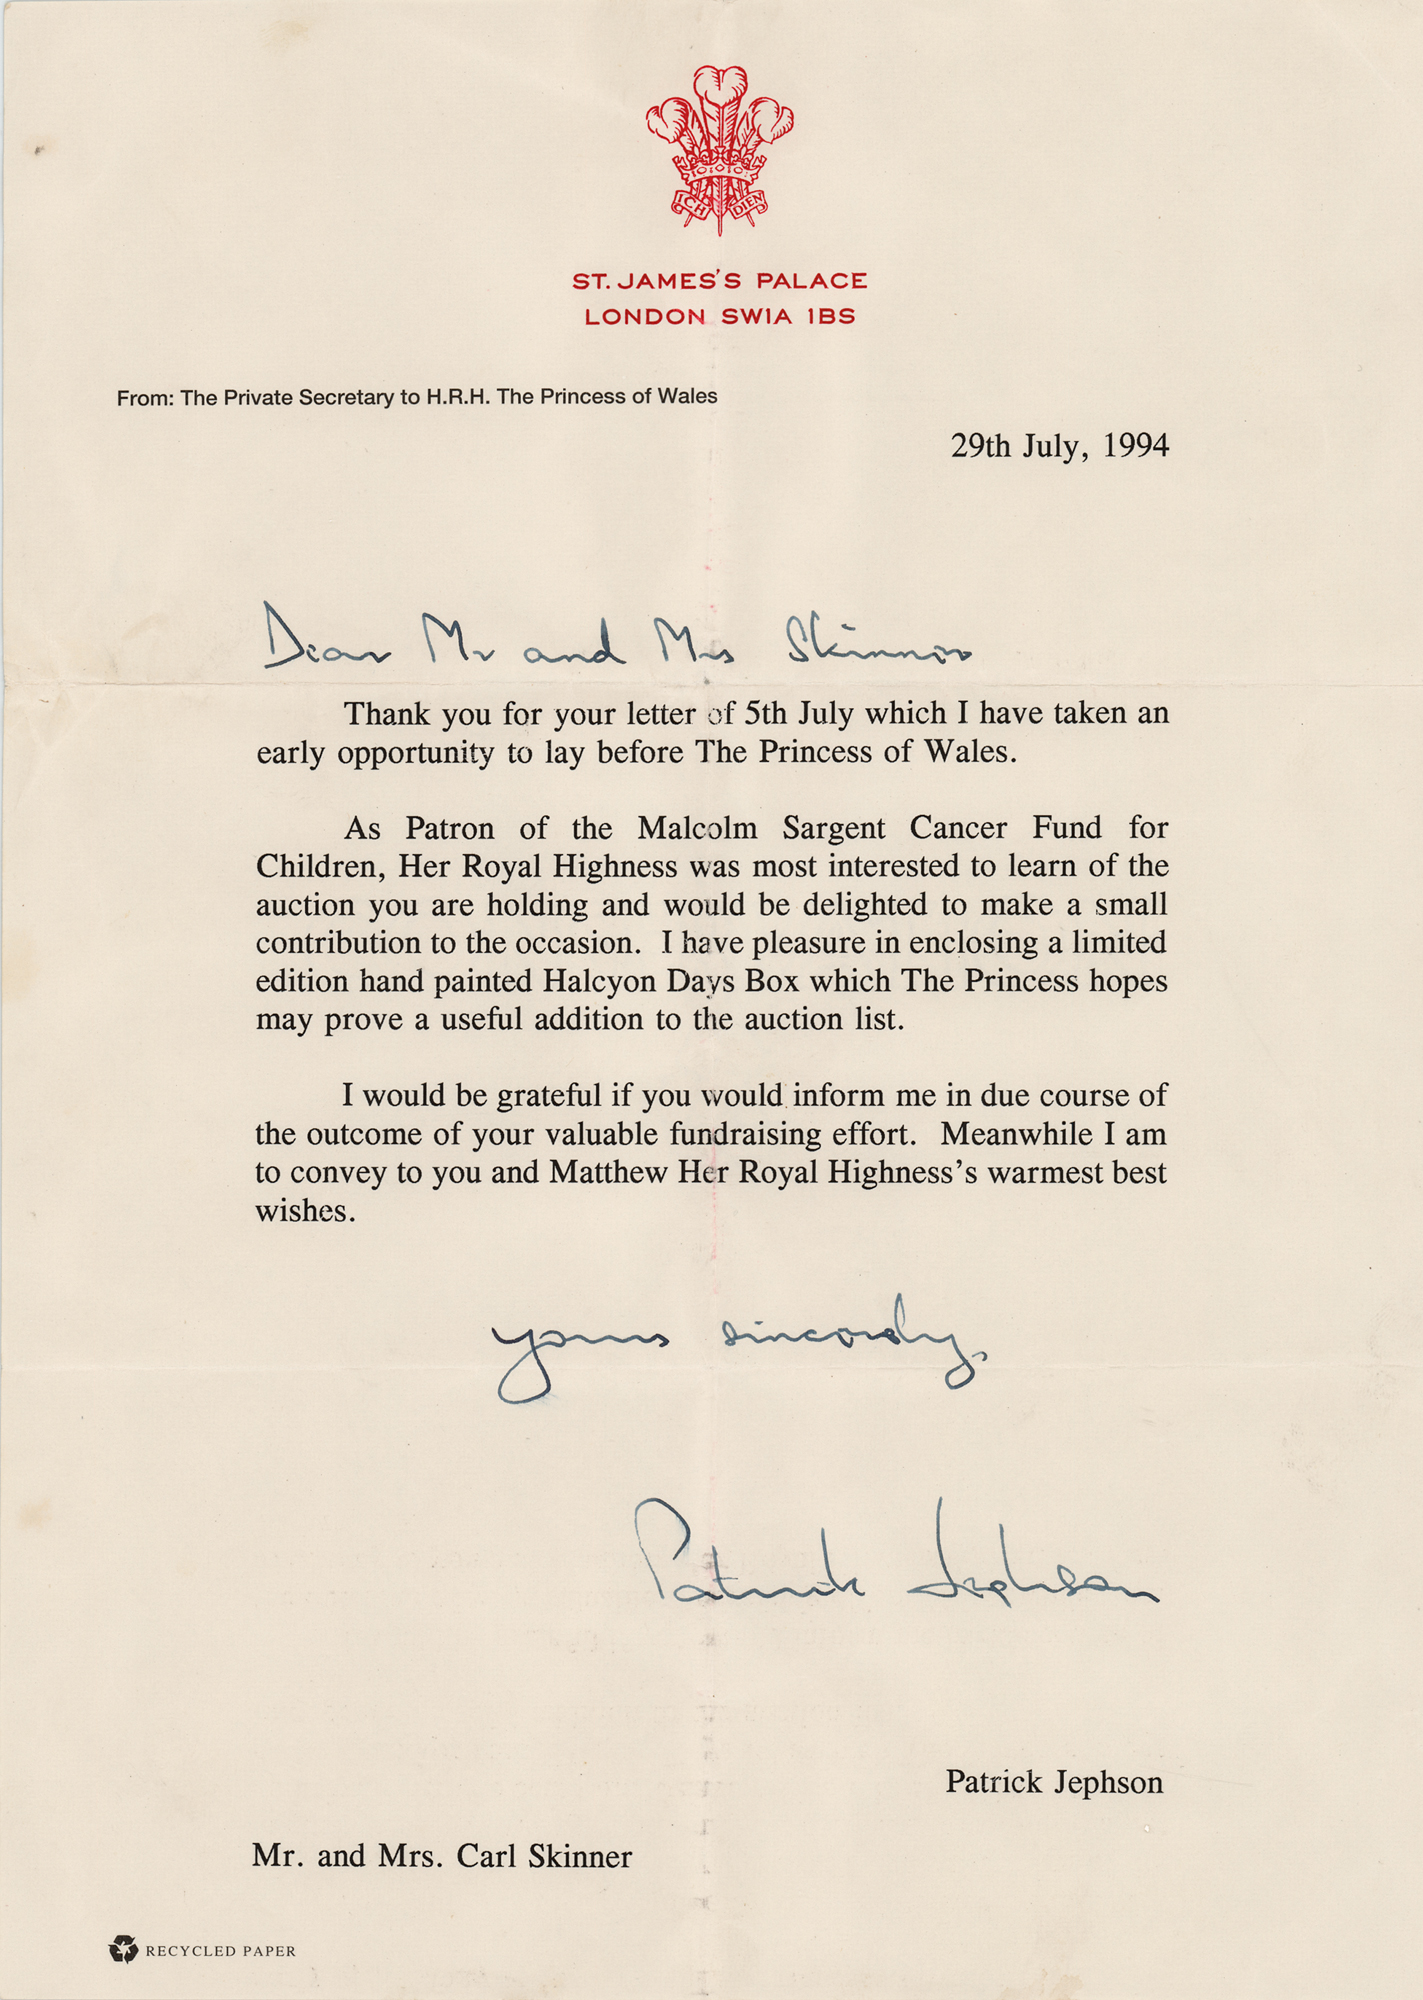 ICH DIEN
ST. JAMES'S PALACE
LONDON SW1A 1BS
From: The Private Secretary to H.R.H. The Princess of Wales
29th July, 1994
Dear Mr and Mrs Skinner
Thank you for your letter of 5th July which I have taken an
early opportunity to lay before The Princess of Wales.
As Patron of the Malcolm Sargent Cancer Fund for
Children, Her Royal Highness was most interested to learn of the
auction you are holding and would be delighted to make a small
contribution to the occasion. I have pleasure in enclosing a limited
edition hand painted Halcyon Days Box which The Princess hopes
may prove a useful addition to the auction list.
I would be grateful if you would inform me in due course of
the outcome of your valuable fundraising effort. Meanwhile I am
to convey to you and Matthew Her Royal Highness's warmest best
wishes.
yours sincerely,
Patrick Jephson
Patrick Jephson
Mr. and Mrs. Carl Skinner
RECYCLED PAPER